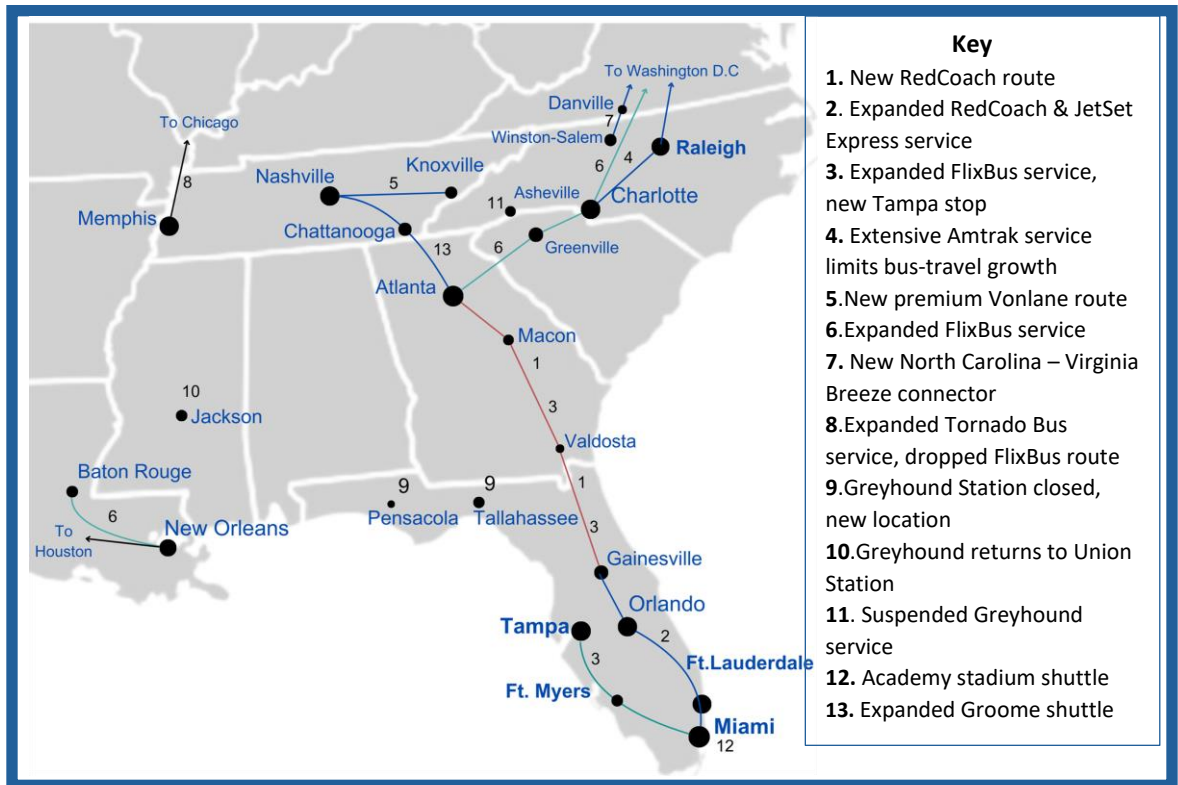 To Washington D.C
Danville
7
To Chicago
Winston-Salem
Raleigh
6
4
Knoxville
8
Nashville
5
Asheville
Charlotte
11
Memphis
Chattanooga
13
6
Greenville
Atlanta
Macon
1
10
3
Jackson
Valdosta
Baton Rouge
9
9
1
6
Pensacola
Tallahassee
New Orleans
3
To
Houston
Gainesville
Orlando
Tampa
2
3
Ft.Lauderdale
Ft. Myers
Miami
12
Key
1. New RedCoach route
2. Expanded RedCoach & JetSet
Express service
3. Expanded FlixBus service,
new Tampa stop
4. Extensive Amtrak service
limits bus-travel growth
5.New premium Vonlane route
6.Expanded FlixBus service
7. New North Carolina – Virginia
Breeze connector
8.Expanded Tornado Bus
service, dropped FlixBus route
9.Greyhound Station closed,
new location
10.Greyhound returns to Union
Station
11. Suspended Greyhound
service
12. Academy stadium shuttle
13. Expanded Groome shuttle